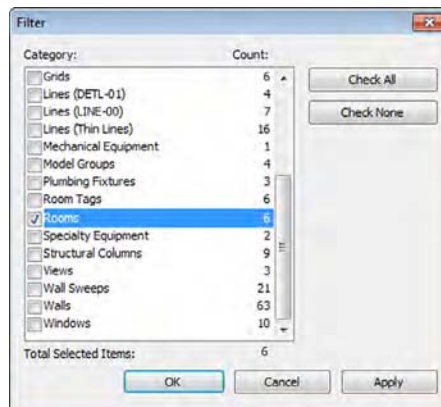 Filter
Category: Count:
Grids 6
Lines (DETL-01) 4
Lines (LINE-00) 7
Lines (Thin Lines) 16
Mechanical Equipment 1
Model Groups 4
Plumbing Fixtures 3
Room Tags 6
Rooms 6
Specialty Equipment 2
Structural Columns 9
Views 3
Wall Sweeps 21
Walls 63
Windows 10
Check All
Check None
Total Selected Items: 6
OK Cancel Apply